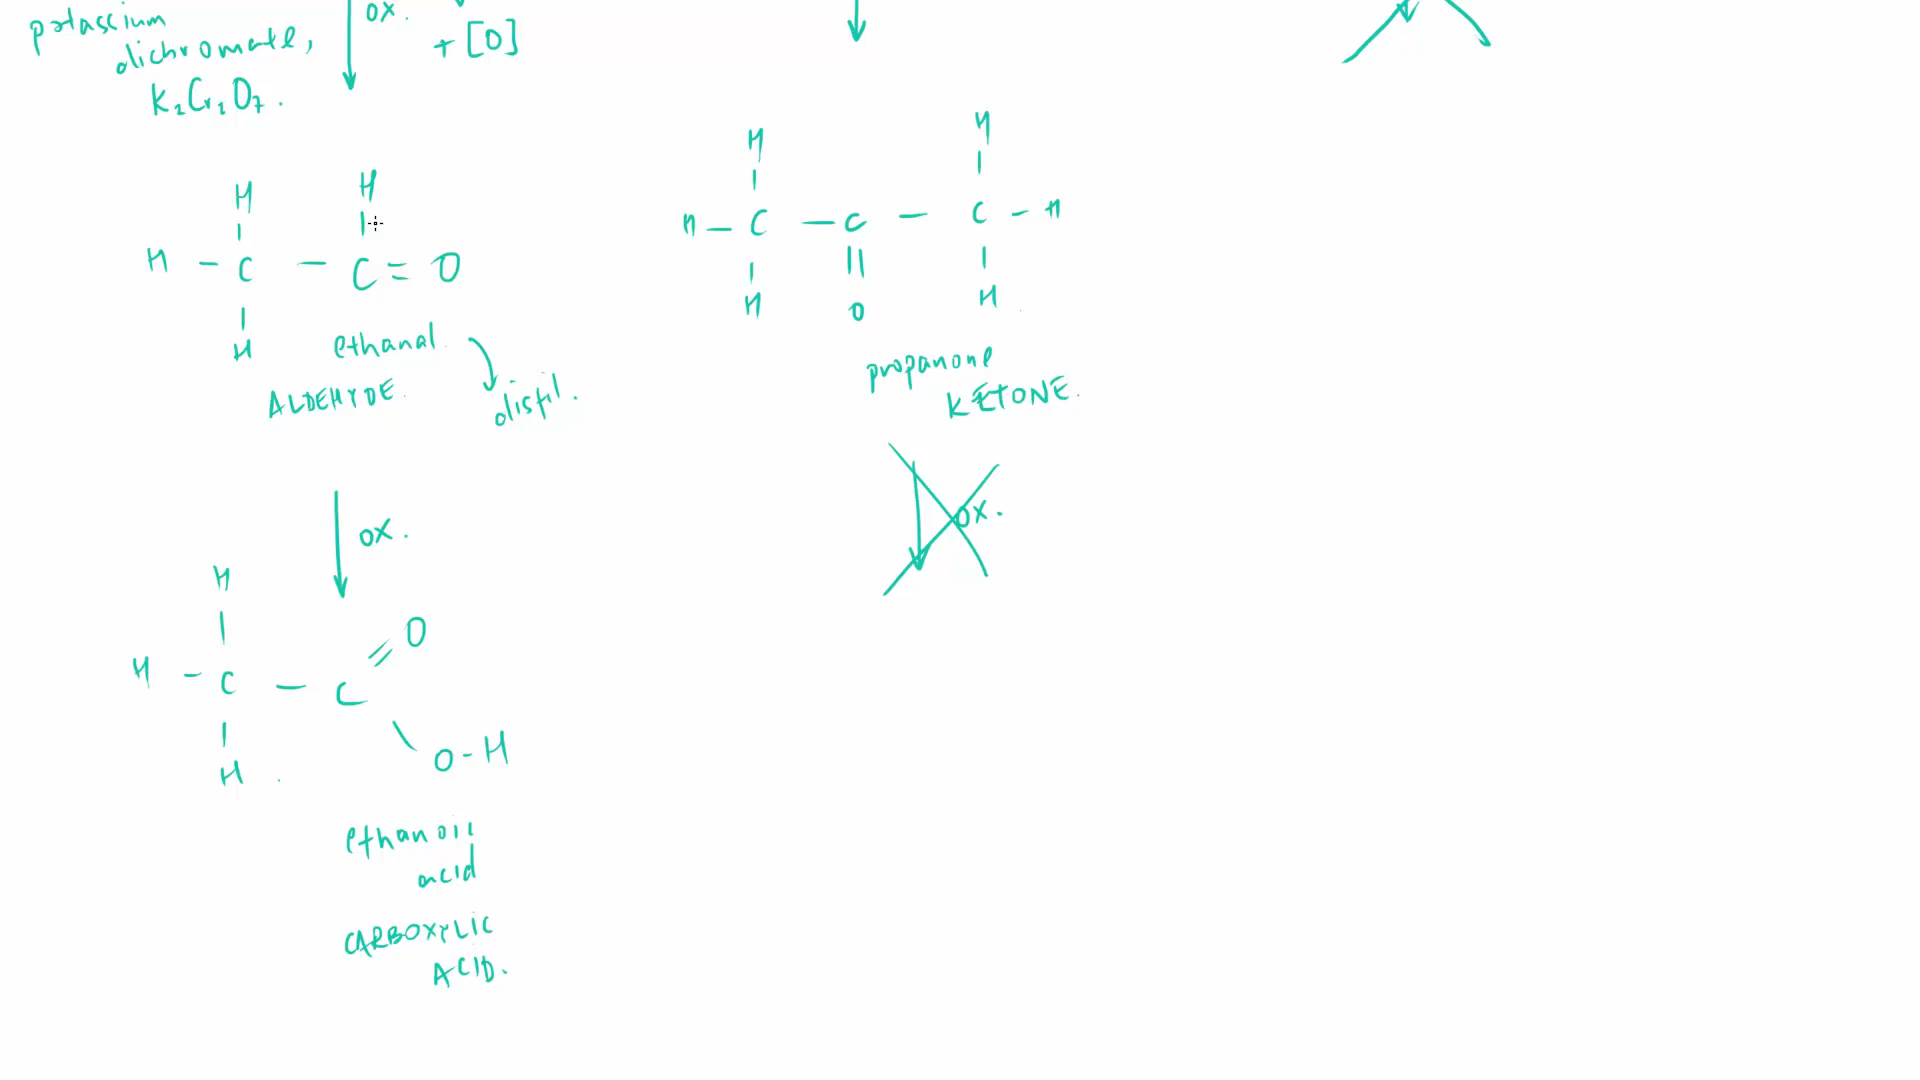 potassium
dichromate,
K₂Cr₂O₇.
ox.
+ [O]
H H
H - C - C = O
H
ethanal
ALDEHYDE.
distil.
H H
H - C - C - C - H
H O H
propanone
KETONE.
ox.
ox.
H
H - C - C = O
O - H
H
ethanoic
acid
CARBOXYLIC
ACID.